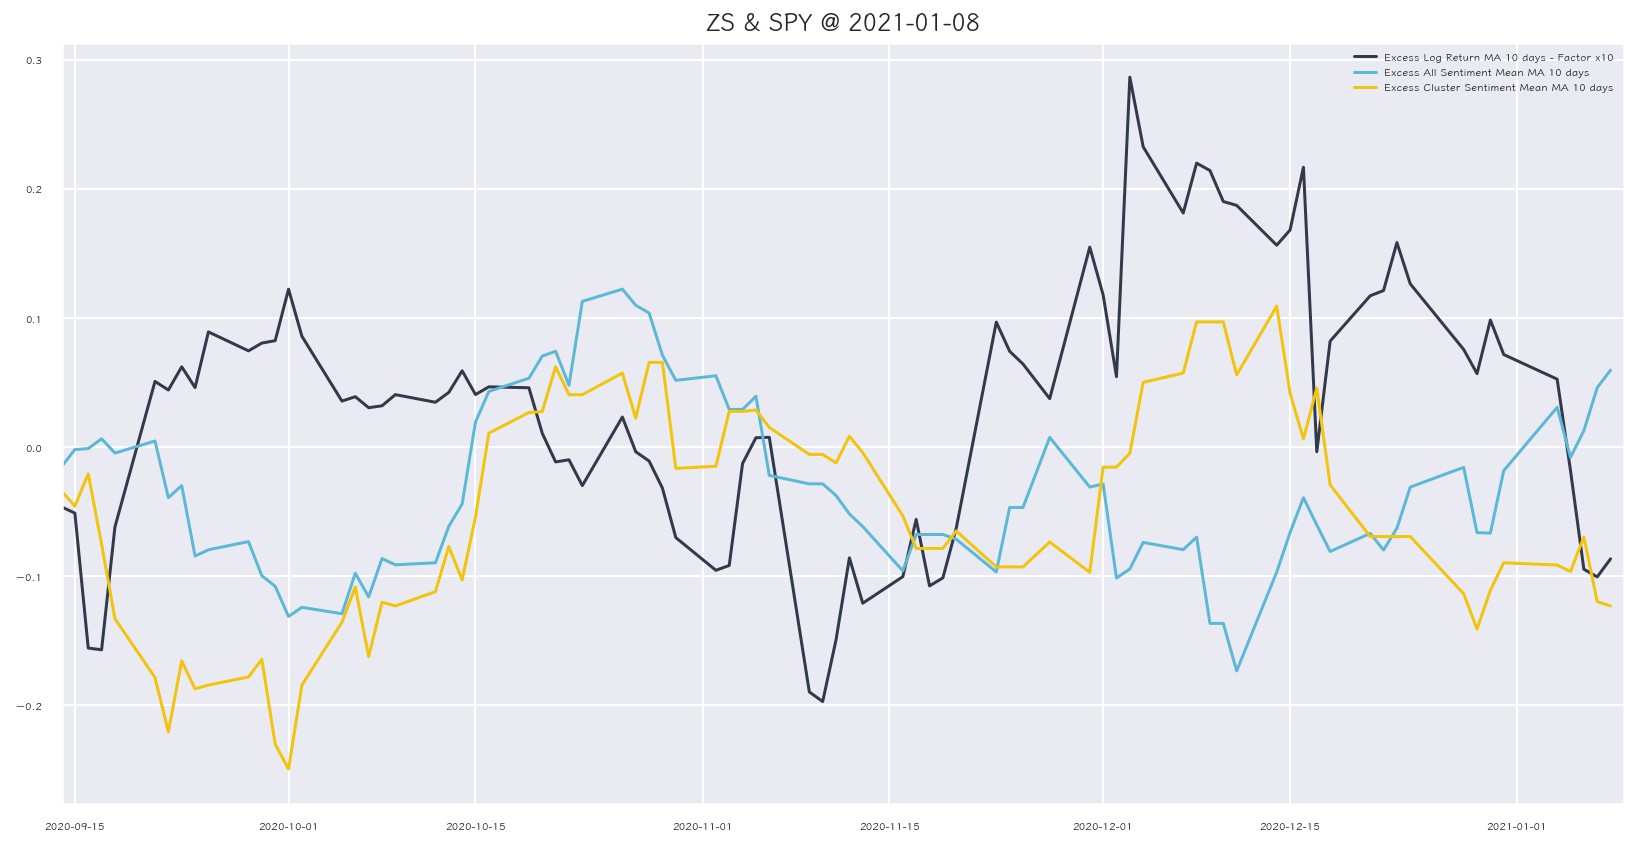 ZS & SPY @ 2021-01-08
Excess Log Return MA 10 days - Factor x10
Excess All Sentiment Mean MA 10 days
Excess Cluster Sentiment Mean MA 10 days
0.3
0.2
0.1
0.0
−0.1
−0.2
2020-09-15 2020-10-01 2020-10-15 2020-11-01 2020-11-15 2020-12-01 2020-12-15 2021-01-01